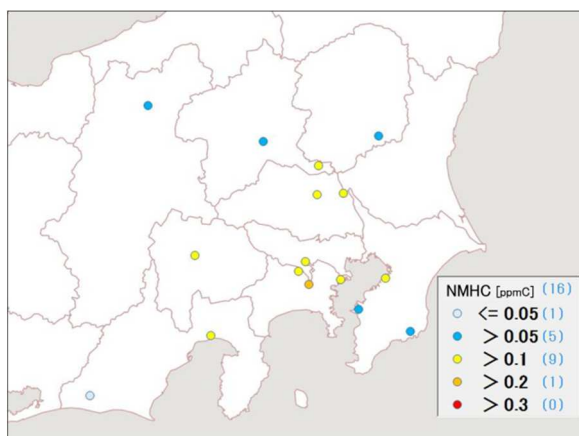 NMHC [ppmC] (16)
<= 0.05 (1)
> 0.05 (5)
> 0.1 (9)
> 0.2 (1)
> 0.3 (0)